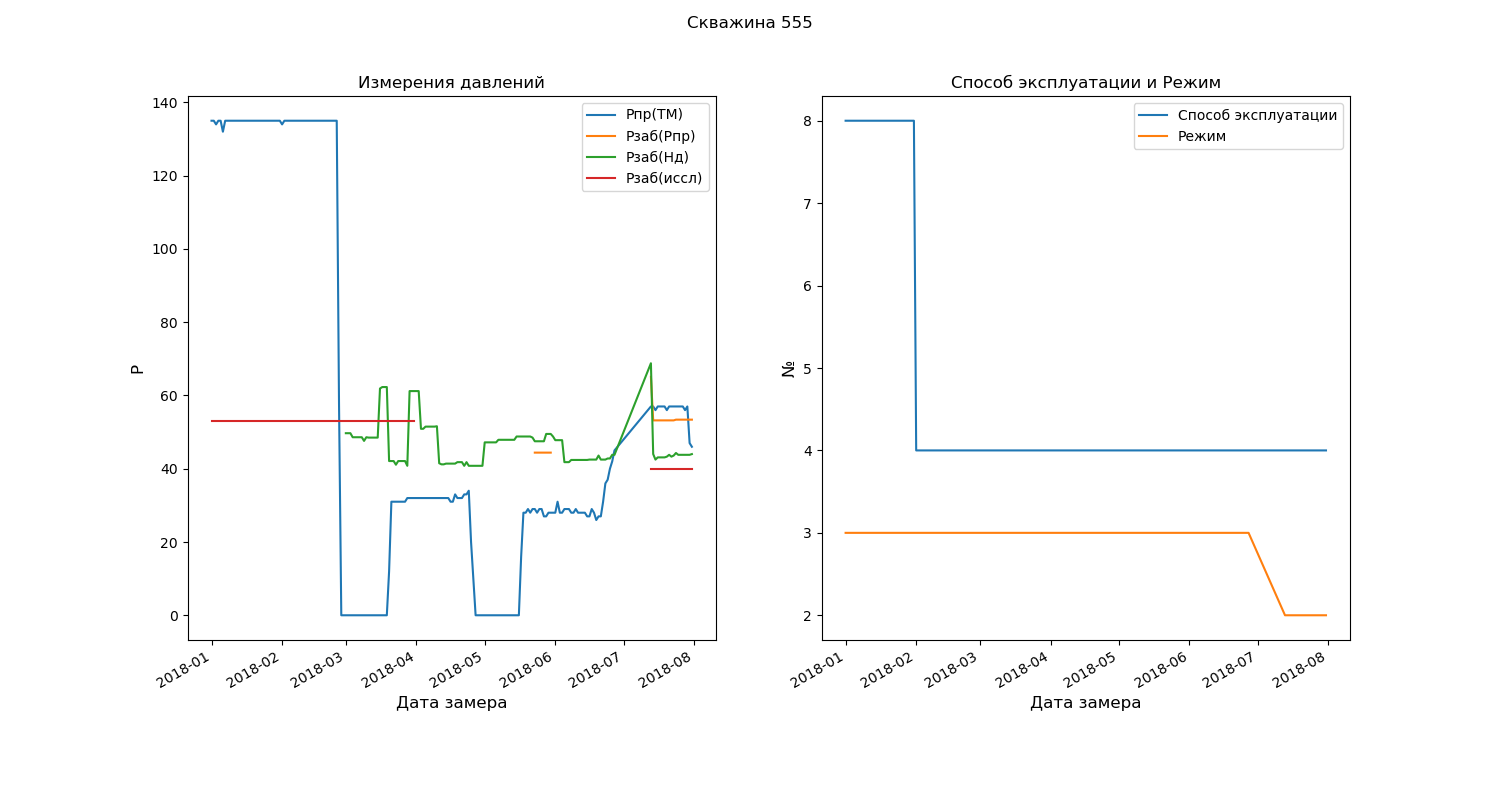 Скважина 555
Измерения давлений
Pпр(ТМ)
Pзаб(Pпр)
Pзаб(Нд)
Pзаб(иссл)
140
120
100
80
60
40
20
0
P
2018-01
2018-02
2018-03
2018-04
2018-05
2018-06
2018-07
2018-08
Дата замера
Способ эксплуатации и Режим
Способ эксплуатации
Режим
8
7
6
5
4
3
2
№
2018-01
2018-02
2018-03
2018-04
2018-05
2018-06
2018-07
2018-08
Дата замера